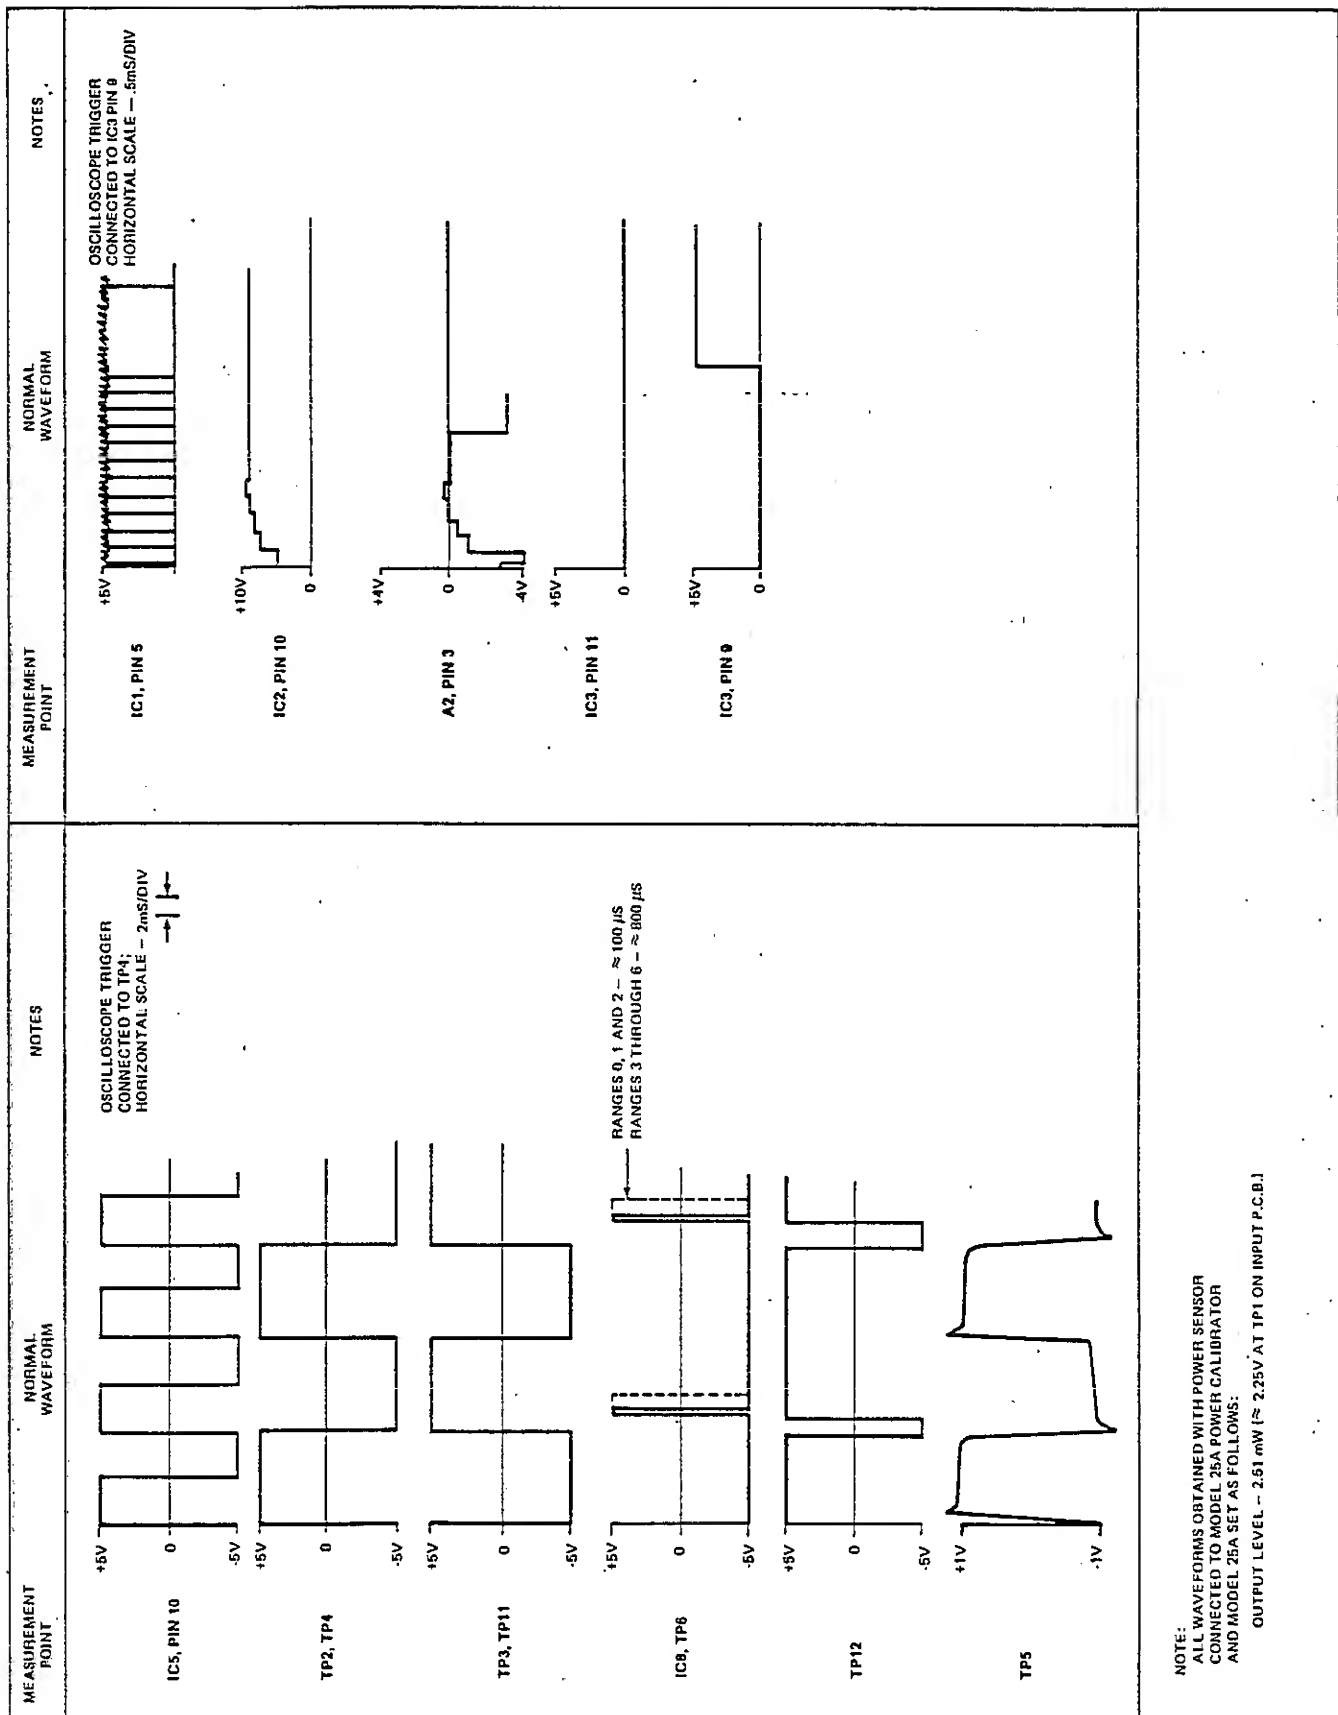 MEASUREMENT
POINT
NORMAL
WAVEFORM
NOTES
IC5, PIN 10
+5V
0
-5V
OSCILLOSCOPE TRIGGER
CONNECTED TO TP4;
HORIZONTAL SCALE – 2mS/DIV
TP2, TP4
+5V
0
-5V
TP3, TP11
+5V
0
-5V
IC8, TP6
+5V
0
-5V
RANGES 0, 1 AND 2 – ≈ 100 µS
RANGES 3 THROUGH 6 – ≈ 800 µS
TP12
+5V
0
-5V
TP5
+1V
-1V
MEASUREMENT
POINT
NORMAL
WAVEFORM
NOTES
IC1, PIN 5
+5V
OSCILLOSCOPE TRIGGER
CONNECTED TO IC3 PIN 9
HORIZONTAL SCALE – .5mS/DIV
IC2, PIN 10
+10V
0
A2, PIN 3
+4V
0
-4V
IC3, PIN 11
+5V
0
IC3, PIN 9
+5V
0
NOTE:
ALL WAVEFORMS OBTAINED WITH POWER SENSOR
CONNECTED TO MODEL 25A POWER CALIBRATOR
AND MODEL 25A SET AS FOLLOWS:
OUTPUT LEVEL – 2.51 mW (≈ 2.25V AT TP1 ON INPUT P.C.B.)